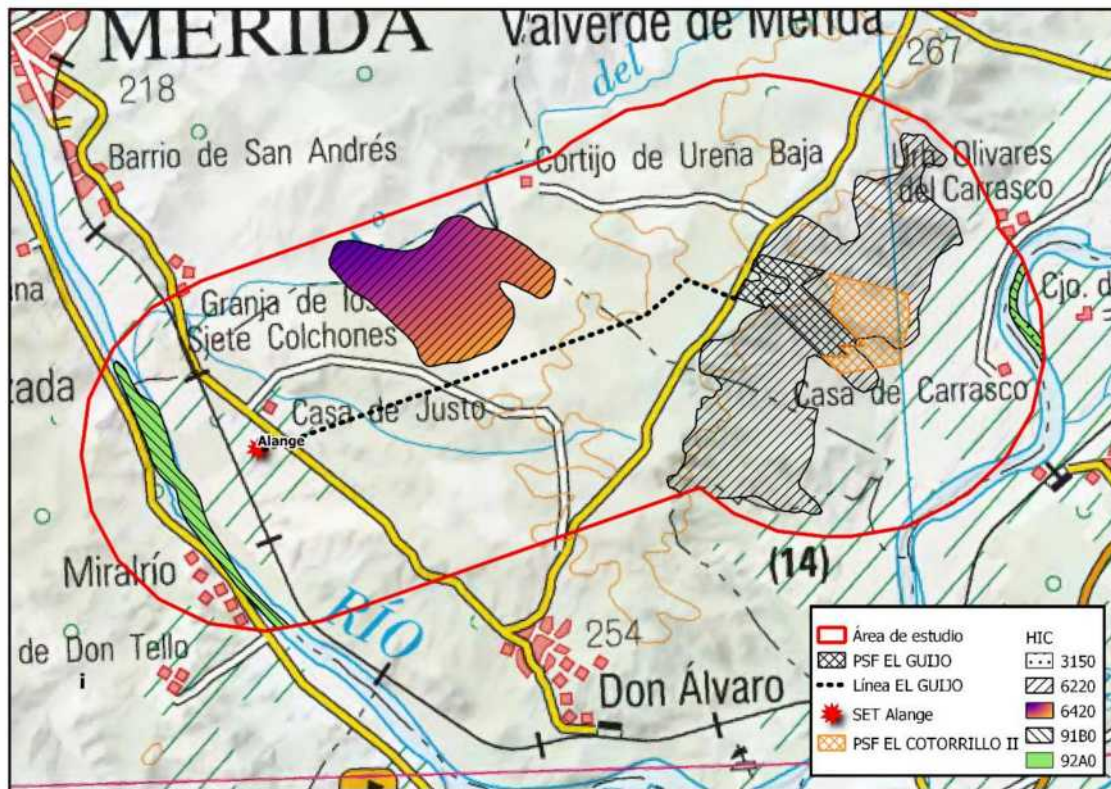 MÉRIDA
Valverde de Mérida
del
267
218
Barrio de San Andrés
Cortijo de Ureña Baja
Urb. Olivares
del Carrasco
Granja de los
Siete Colchones
Cjo. d
Casa de Justo
Casa de Carrasco
Alange
Miralrío
RÍO
(14)
de Don Tello
254
Don Álvaro
Área de estudio
PSF EL GUIJO
Línea EL GUIJO
SET Alange
PSF EL COTORRILLO II
HIC
3150
6220
6420
91B0
92A0